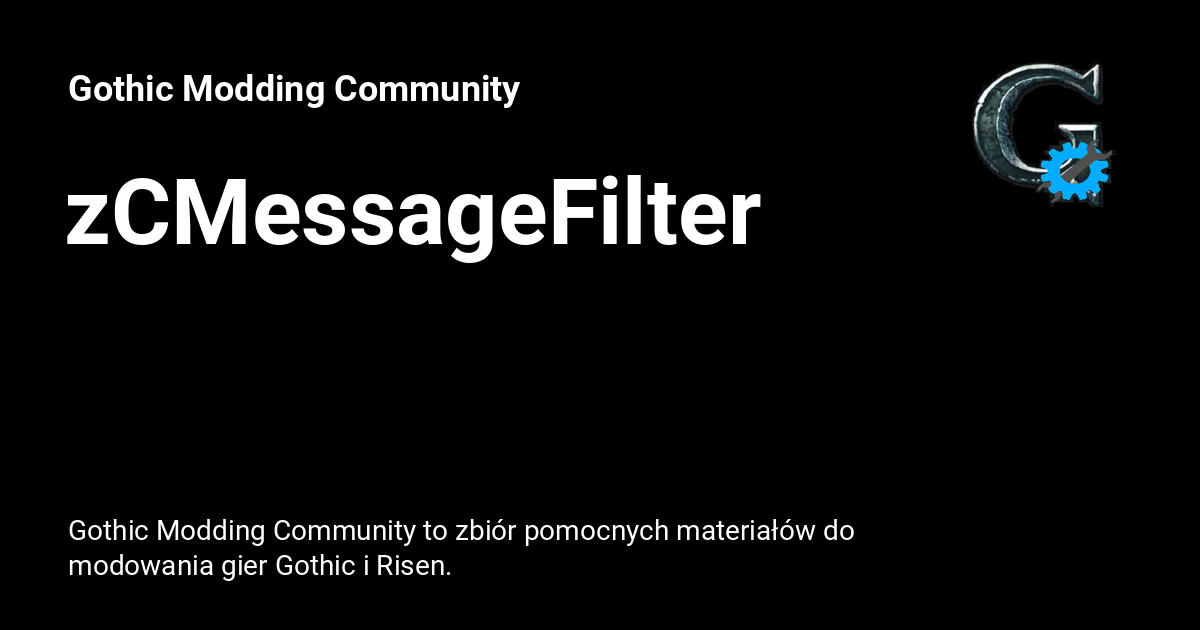 Gothic Modding Community
zCMessageFilter
Gothic Modding Community to zbiór pomocnych materiałów do
modowania gier Gothic i Risen.